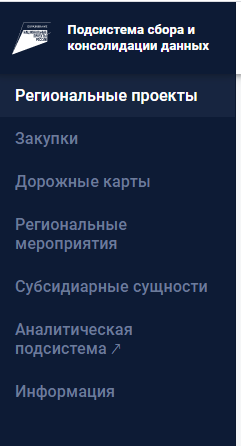 Подсистема сбора и
консолидации данных
Региональные проекты
Закупки
Дорожные карты
Региональные
мероприятия
Субсидиарные сущности
Аналитическая
подсистема ↗
Информация